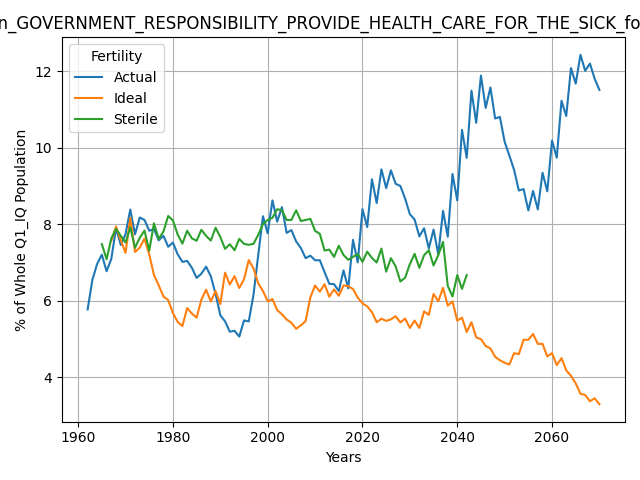 n_GOVERNMENT_RESPONSIBILITY_PROVIDE_HEALTH_CARE_FOR_THE_SICK_fo
Fertility
Actual
Ideal
Sterile
% of Whole Q1_IQ Population
12
10
8
6
4
1960
1980
2000
2020
2040
2060
Years